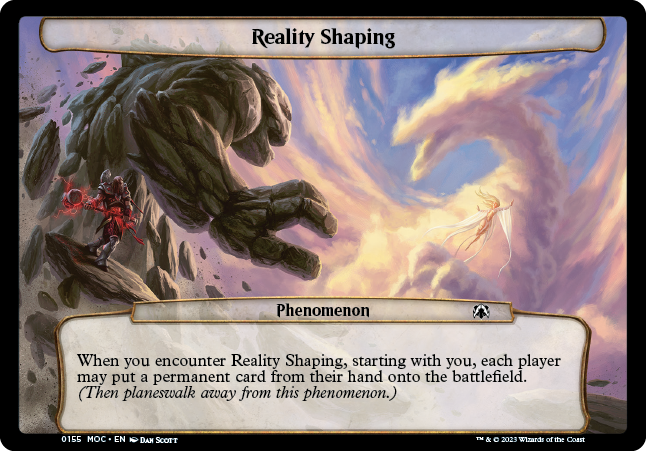 Reality Shaping
Phenomenon
When you encounter Reality Shaping, starting with you, each player
may put a permanent card from their hand onto the battlefield.
(Then planeswalk away from this phenomenon.)
0155 MOC • EN Dan Scott
™ & © 2023 Wizards of the Coast